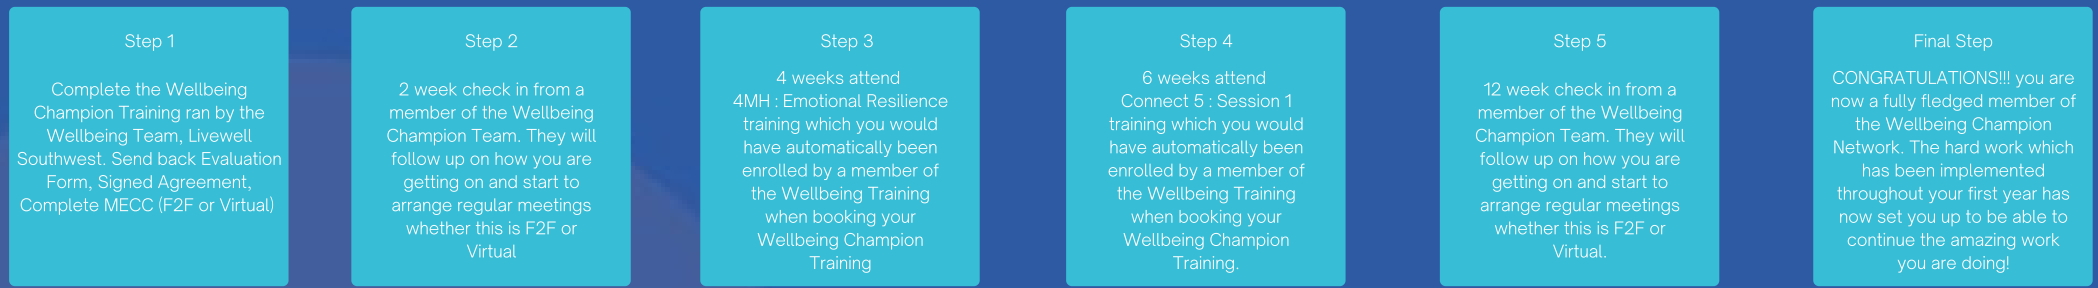 Step 1
Complete the Wellbeing
Champion Training ran by the
Wellbeing Team, Livewell
Southwest. Send back Evaluation
Form, Signed Agreement,
Complete MECC (F2F or Virtual)
Step 2
2 week check in from a
member of the Wellbeing
Champion Team. They will
follow up on how you are
getting on and start to
arrange regular meetings
whether this is F2F or
Virtual
Step 3
4 weeks attend
4MH : Emotional Resilience
training which you would
have automatically been
enrolled by a member of
the Wellbeing Training
when booking your
Wellbeing Champion
Training
Step 4
6 weeks attend
Connect 5 : Session 1
training which you would
have automatically been
enrolled by a member of
the Wellbeing Training
when booking your
Wellbeing Champion
Training.
Step 5
12 week check in from a
member of the Wellbeing
Champion Team. They will
follow up on how you are
getting on and start to
arrange regular meetings
whether this is F2F or
Virtual.
Final Step
CONGRATULATIONS!!! you are
now a fully fledged member of
the Wellbeing Champion
Network. The hard work which
has been implemented
throughout your first year has
now set you up to be able to
continue the amazing work
you are doing!